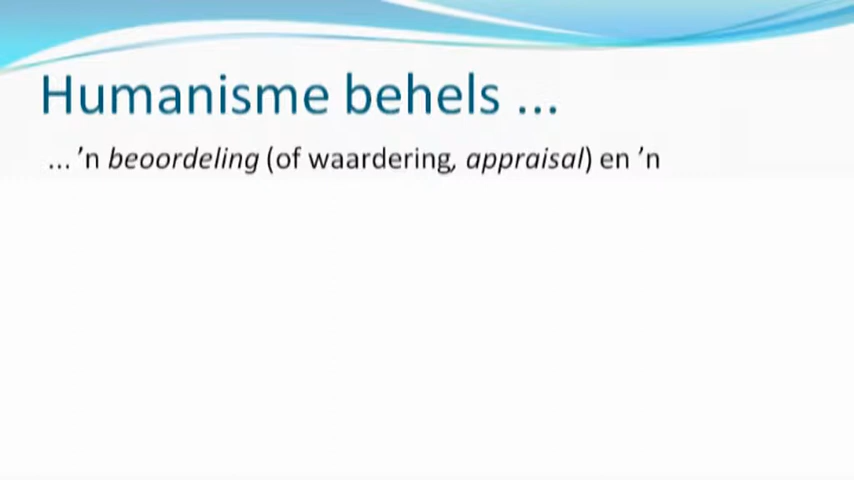 Humanisme behels ...
... ’n beoordeling (of waardering, appraisal) en ’n